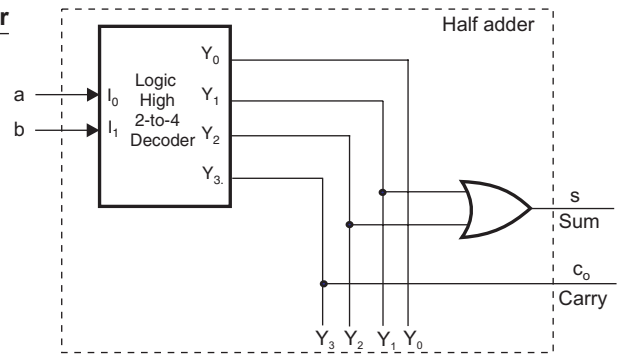 r
Half adder
a
b
I₀
I₁
Logic
High
2-to-4
Decoder
Y₀
Y₁
Y₂
Y₃.
s
Sum
cₒ
Carry
Y₃ Y₂ Y₁ Y₀